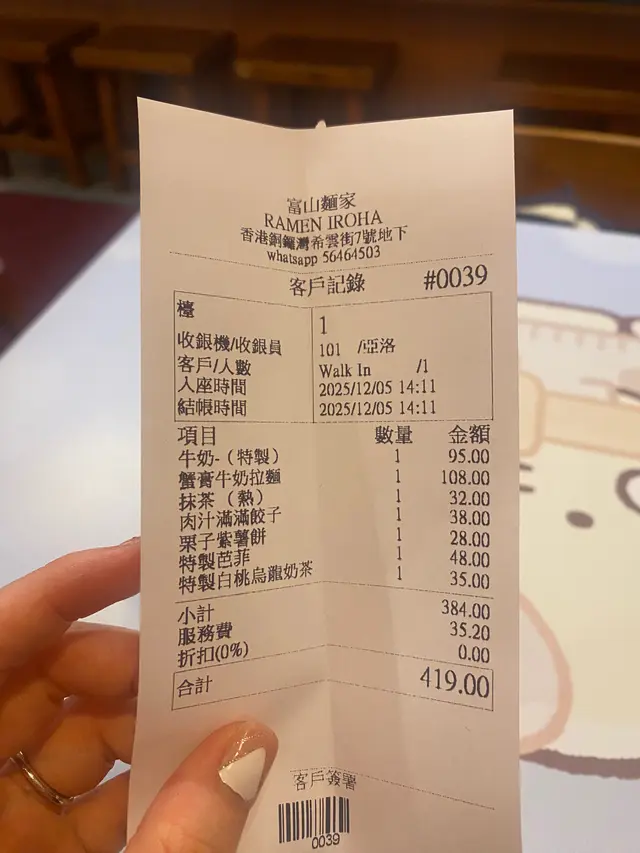 富山麵家
RAMEN IROHA
香港銅鑼灣希雲街7號地下
whatsapp 56464503
客戶記錄 #0039
檯 1
收銀機/收銀員 101 /亞洛
客戶/人數 Walk In /1
入座時間 2025/12/05 14:11
結帳時間 2025/12/05 14:11
項目 數量 金額
牛奶-（特製） 1 95.00
蟹膏牛奶拉麵 1 108.00
抹茶（熱） 1 32.00
肉汁滿滿餃子 1 38.00
栗子紫薯餅 1 28.00
特製芭菲 1 48.00
特製白桃烏龍奶茶 1 35.00
小計 384.00
服務費 35.20
折扣(0%) 0.00
合計 419.00
客戶簽署
0039